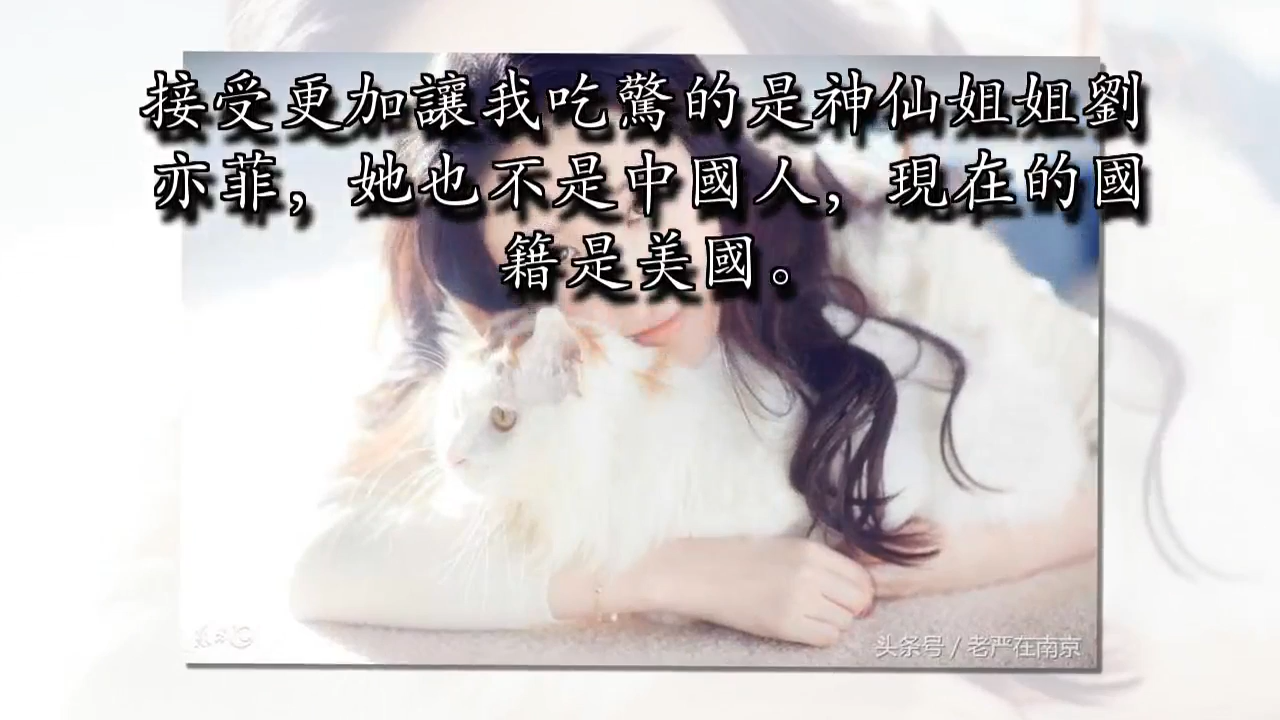 接受更加讓我吃驚的是神仙姐姐劉
亦菲，她也不是中國人，現在的國
籍是美國。
头条号 / 老严在南京